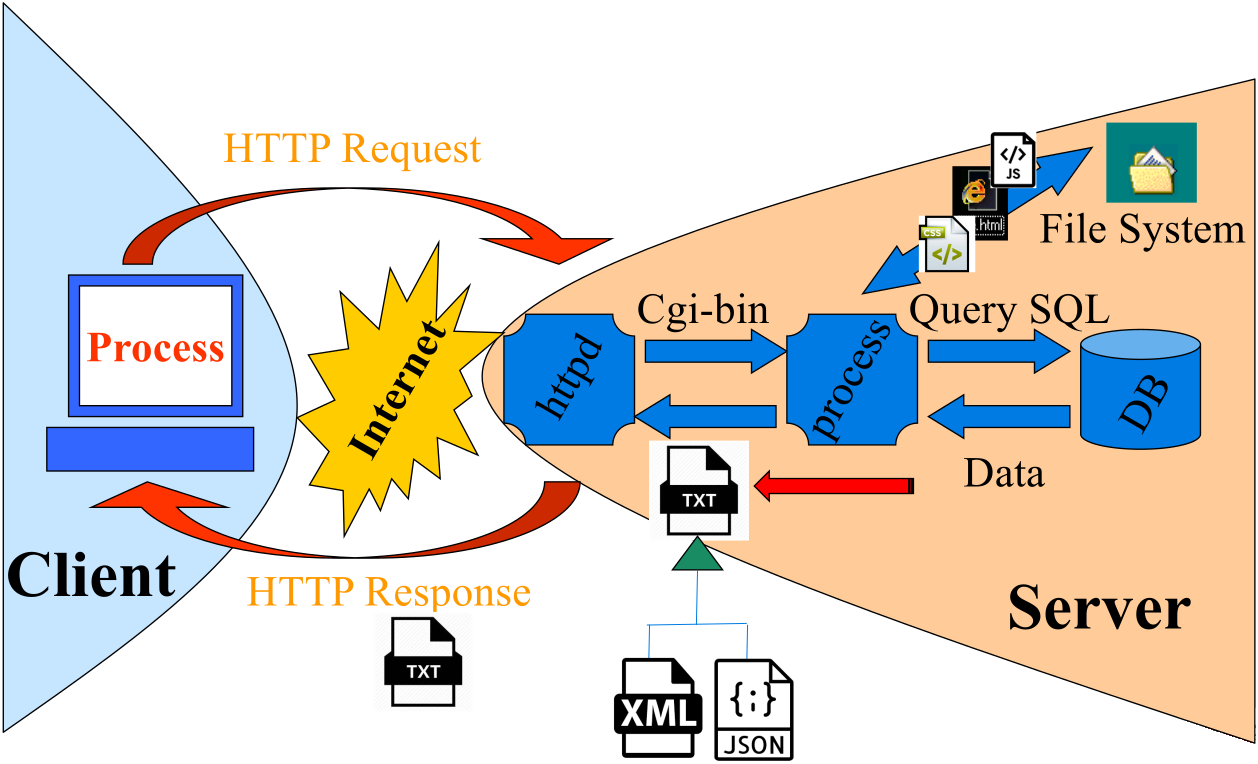 HTTP Request
</>
JS
.html
CSS
</>
File System
Process
Internet
httpd
Cgi-bin
process
Query SQL
DB
Data
TXT
Client
HTTP Response
TXT
Server
XML
{;}
JSON